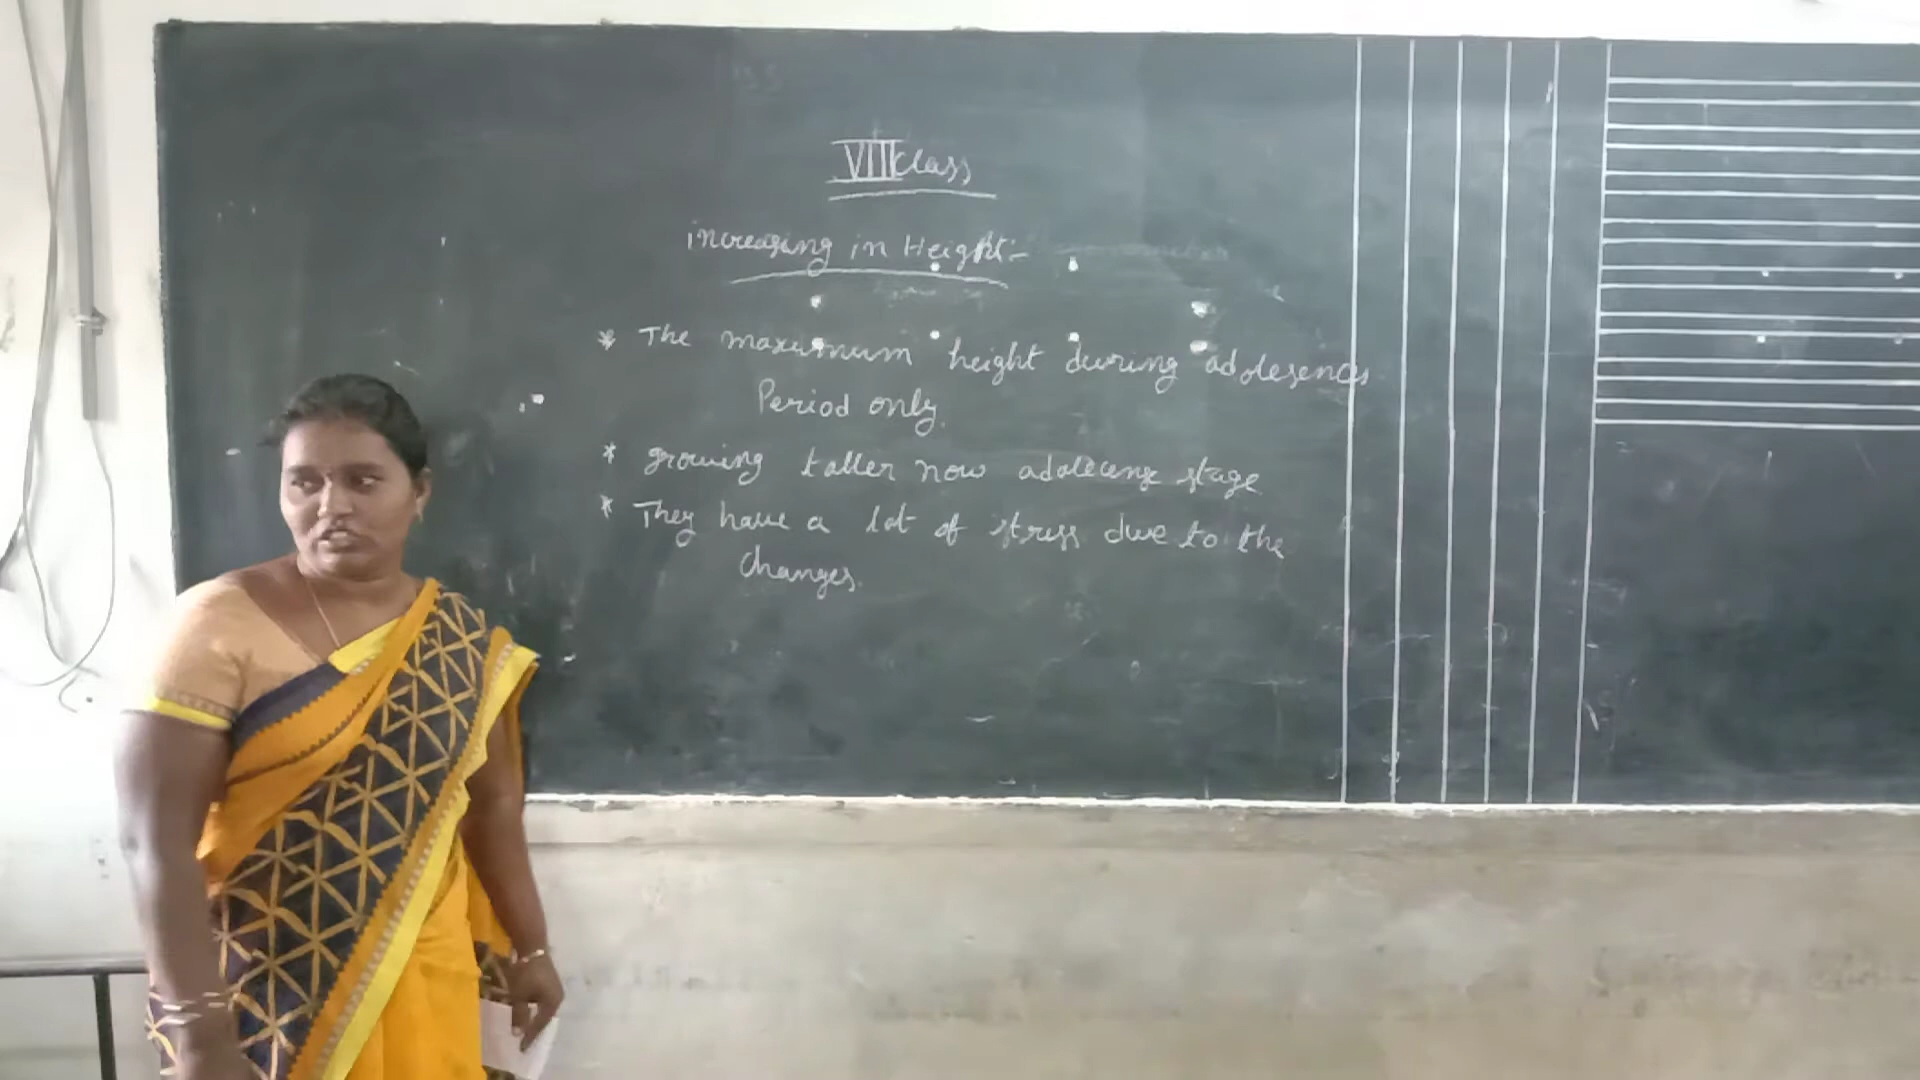 VIII class
increasing in Height:-
* The maximum height during adolesences
Period only.
* growing taller now adolecense stage
* They have a lot of stress due to the
changes.